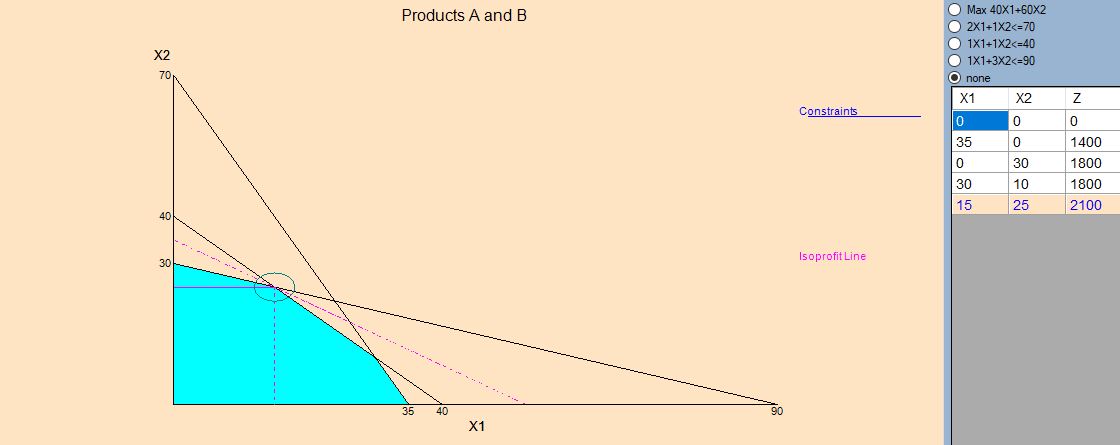 Products A and B
X2
70
40
30
35 40 90
X1
Constraints
Isoprofit Line
Max 40X1+60X2
2X1+1X2<=70
1X1+1X2<=40
1X1+3X2<=90
none
X1 X2 Z
0 0 0
35 0 1400
0 30 1800
30 10 1800
15 25 2100